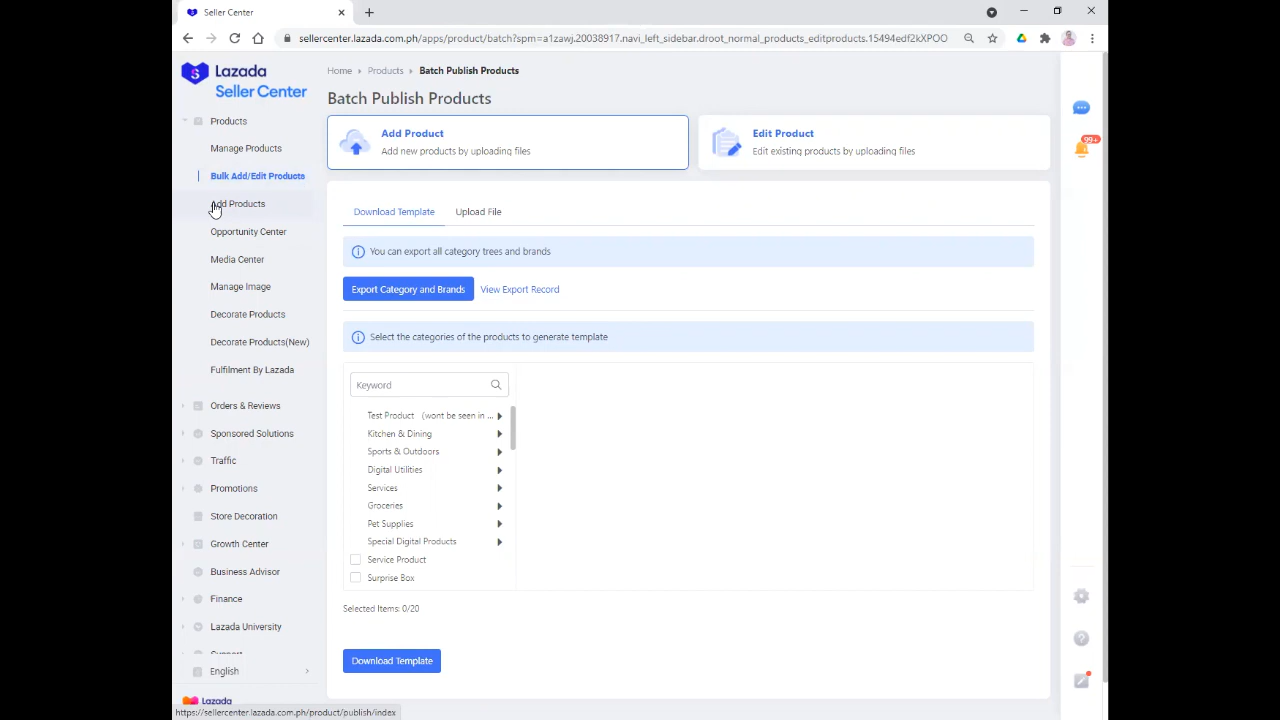 Seller Center
sellercenter.lazada.com.ph/apps/product/batch?spm=a1zawj.20038917.navi_left_sidebar.droot_normal_products_editproducts.15494edf2kXPOO
Lazada
Seller Center
Home
Products
Batch Publish Products
Batch Publish Products
Add Product
Add new products by uploading files
Edit Product
Edit existing products by uploading files
99+
Products
Manage Products
Bulk Add/Edit Products
Add Products
Opportunity Center
Media Center
Manage Image
Decorate Products
Decorate Products(New)
Fulfilment By Lazada
Orders & Reviews
Sponsored Solutions
Traffic
Promotions
Store Decoration
Growth Center
Business Advisor
Finance
Lazada University
Support
English
Lazada
Download Template
Upload File
You can export all category trees and brands
Export Category and Brands
View Export Record
Select the categories of the products to generate template
Keyword
Test Product (wont be seen in ...
Kitchen & Dining
Sports & Outdoors
Digital Utilities
Services
Groceries
Pet Supplies
Special Digital Products
Service Product
Surprise Box
Selected Items: 0/20
Download Template
https://sellercenter.lazada.com.ph/product/publish/index